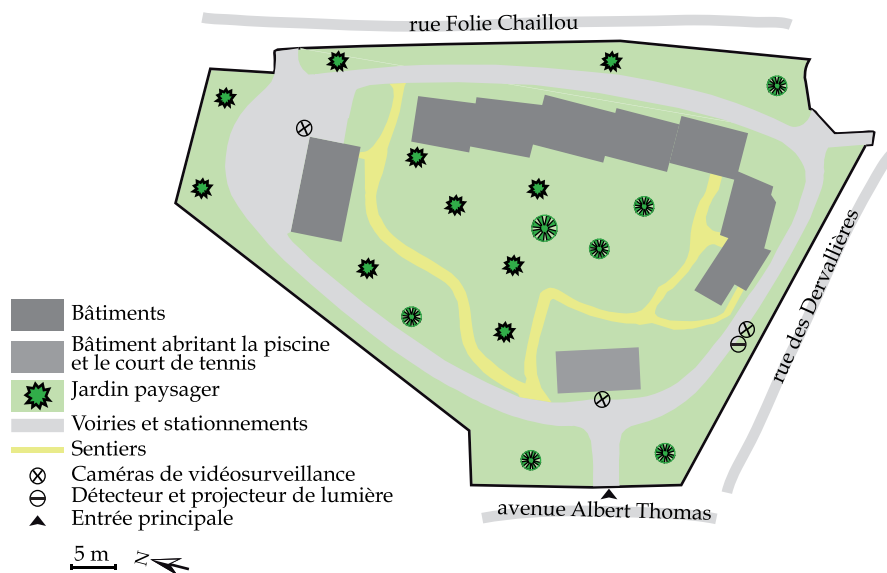 rue Folie Chaillou
rue des Dervallières
Bâtiments
Bâtiment abritant la piscine
et le court de tennis
Jardin paysager
Voiries et stationnements
Sentiers
Caméras de vidéosurveillance
Détecteur et projecteur de lumière
Entrée principale
avenue Albert Thomas
5 m
N